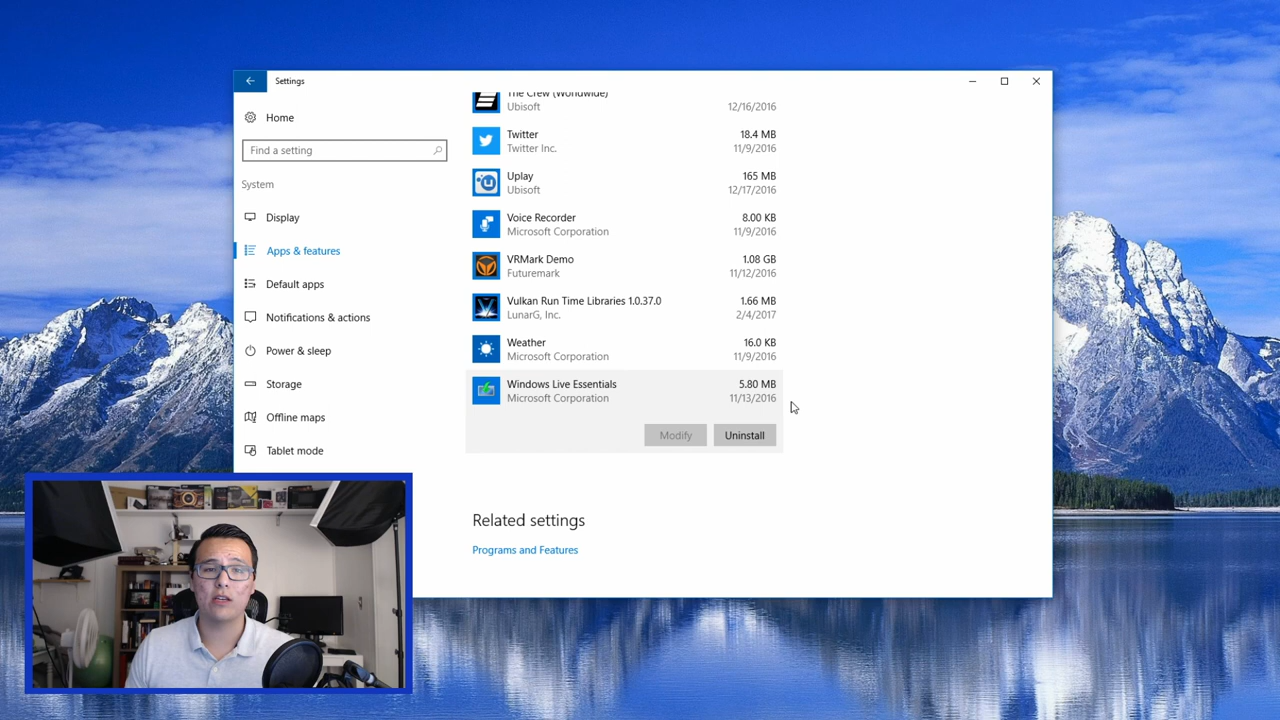 Settings
Home
Find a setting
System
Display
Apps & features
Default apps
Notifications & actions
Power & sleep
Storage
Offline maps
Tablet mode
The Crew (Worldwide)
Ubisoft 12/16/2016
Twitter 18.4 MB
Twitter Inc. 11/9/2016
Uplay 165 MB
Ubisoft 12/17/2016
Voice Recorder 8.00 KB
Microsoft Corporation 11/9/2016
VRMark Demo 1.08 GB
Futuremark 11/12/2016
Vulkan Run Time Libraries 1.0.37.0 1.66 MB
LunarG, Inc. 2/4/2017
Weather 16.0 KB
Microsoft Corporation 11/9/2016
Windows Live Essentials 5.80 MB
Microsoft Corporation 11/13/2016
Modify Uninstall
Related settings
Programs and Features